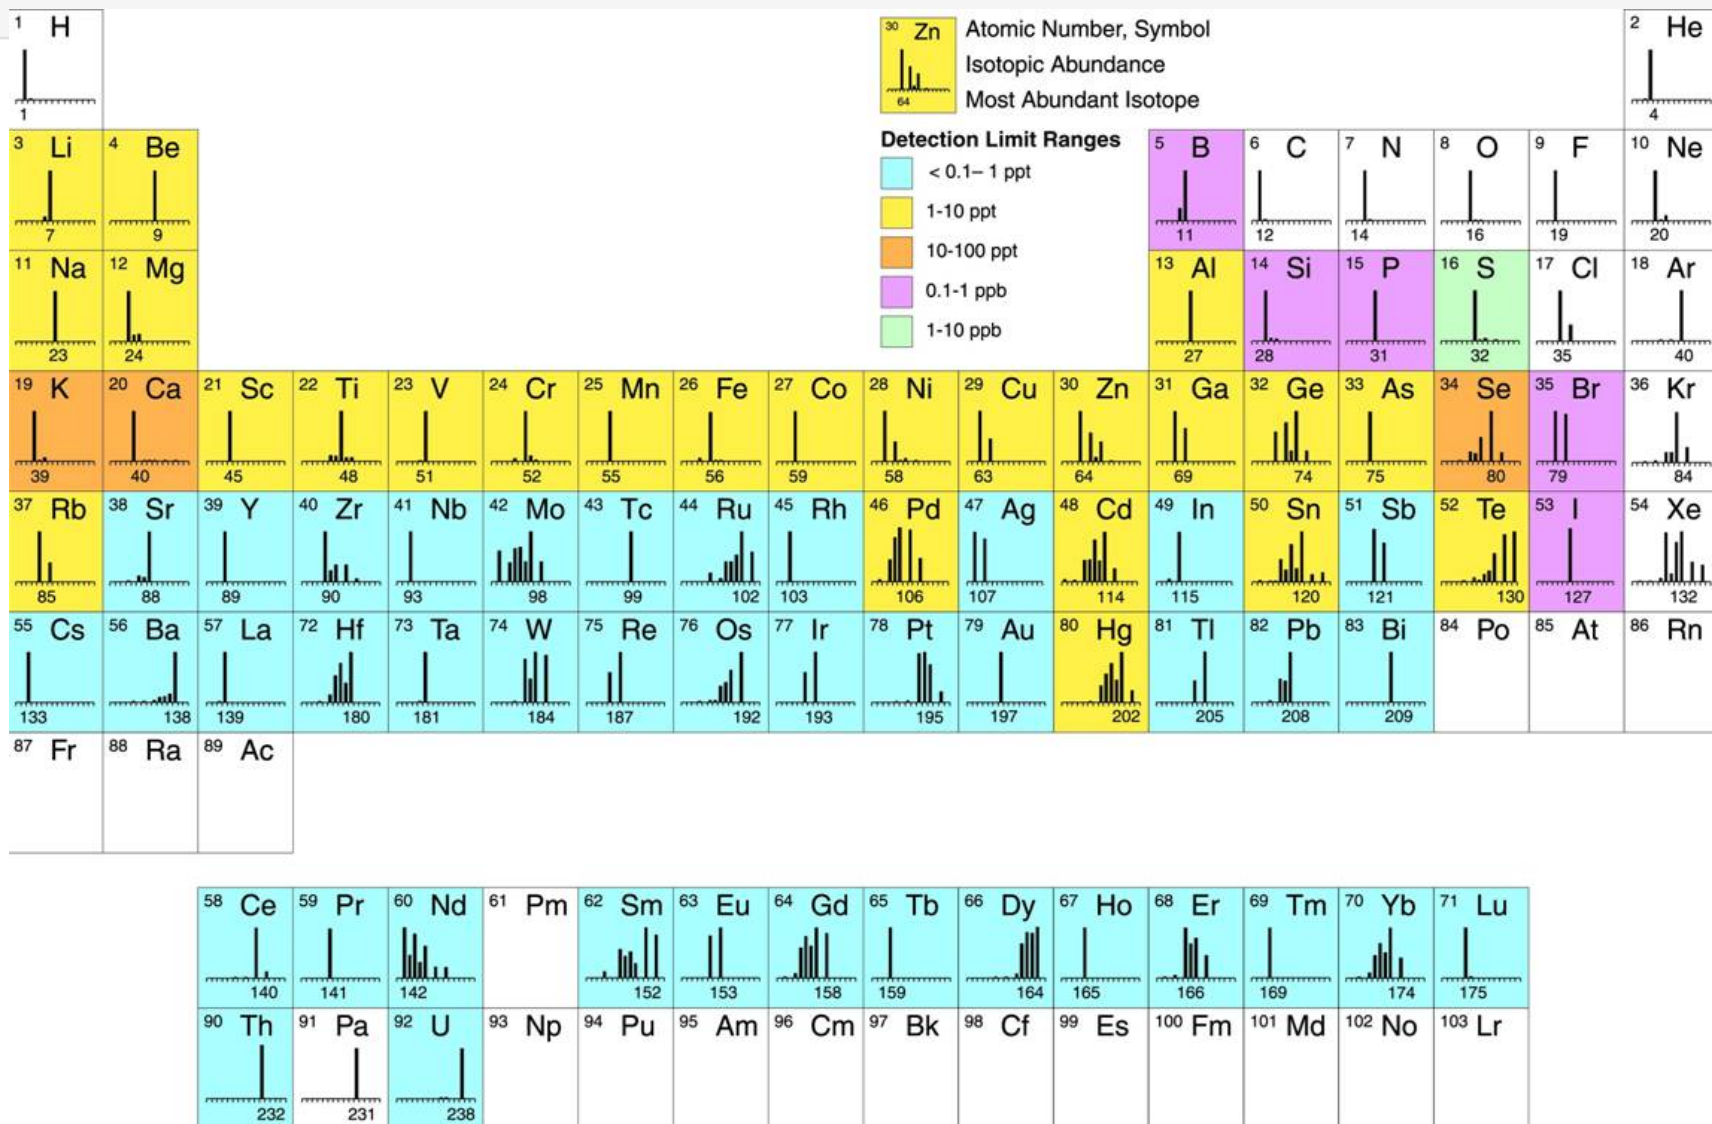 1 H
1
30 Zn
64
Atomic Number, Symbol
Isotopic Abundance
Most Abundant Isotope
2 He
4
Detection Limit Ranges
< 0.1– 1 ppt
1-10 ppt
10-100 ppt
0.1-1 ppb
1-10 ppb
3 Li 4 Be 5 B 6 C 7 N 8 O 9 F 10 Ne
7 9 11 12 14 16 19 20
11 Na 12 Mg 13 Al 14 Si 15 P 16 S 17 Cl 18 Ar
23 24 27 28 31 32 35 40
19 K 20 Ca 21 Sc 22 Ti 23 V 24 Cr 25 Mn 26 Fe 27 Co 28 Ni 29 Cu 30 Zn 31 Ga 32 Ge 33 As 34 Se 35 Br 36 Kr
39 40 45 48 51 52 55 56 59 58 63 64 69 74 75 80 79 84
37 Rb 38 Sr 39 Y 40 Zr 41 Nb 42 Mo 43 Tc 44 Ru 45 Rh 46 Pd 47 Ag 48 Cd 49 In 50 Sn 51 Sb 52 Te 53 I 54 Xe
85 88 89 90 93 98 99 102 103 106 107 114 115 120 121 130 127 132
55 Cs 56 Ba 57 La 72 Hf 73 Ta 74 W 75 Re 76 Os 77 Ir 78 Pt 79 Au 80 Hg 81 Tl 82 Pb 83 Bi 84 Po 85 At 86 Rn
133 138 139 180 181 184 187 192 193 195 197 202 205 208 209
87 Fr 88 Ra 89 Ac
58 Ce 59 Pr 60 Nd 61 Pm 62 Sm 63 Eu 64 Gd 65 Tb 66 Dy 67 Ho 68 Er 69 Tm 70 Yb 71 Lu
140 141 142 152 153 158 159 164 165 166 169 174 175
90 Th 91 Pa 92 U 93 Np 94 Pu 95 Am 96 Cm 97 Bk 98 Cf 99 Es 100 Fm 101 Md 102 No 103 Lr
232 231 238